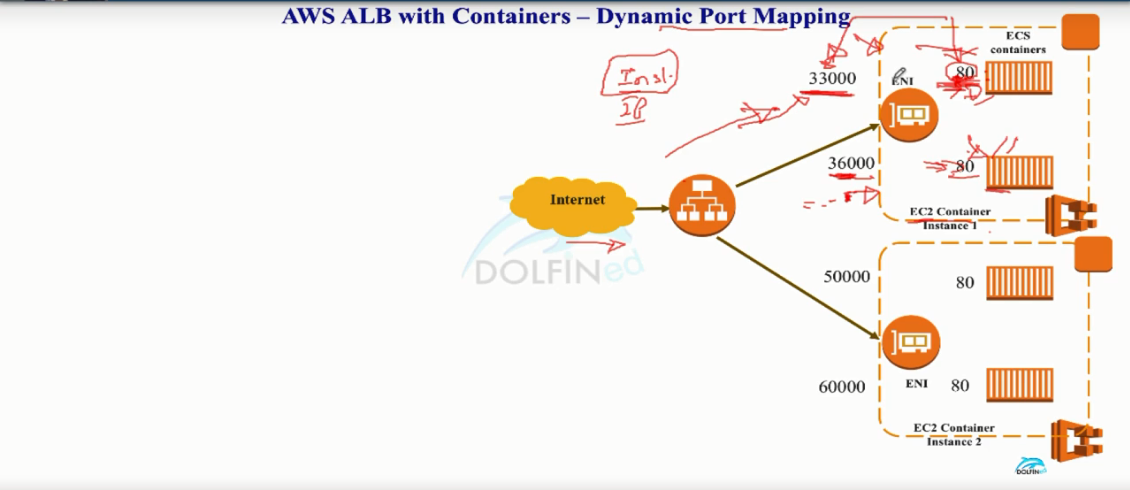 AWS ALB with Containers – Dynamic Port Mapping
ECS
containers
Inst.
IP
33000
ENI
80
36000
80
Internet
EC2 Container
Instance 1
DOLFINed
50000
80
60000
ENI
80
EC2 Container
Instance 2
DOLFINed